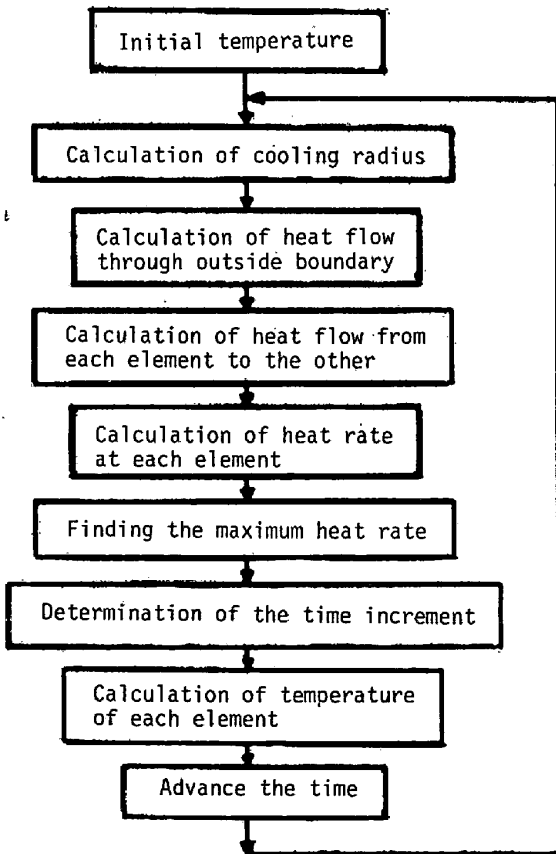 Initial temperature
Calculation of cooling radius
Calculation of heat flow
through outside boundary
Calculation of heat flow from
each element to the other
Calculation of heat rate
at each element
Finding the maximum heat rate
Determination of the time increment
Calculation of temperature
of each element
Advance the time